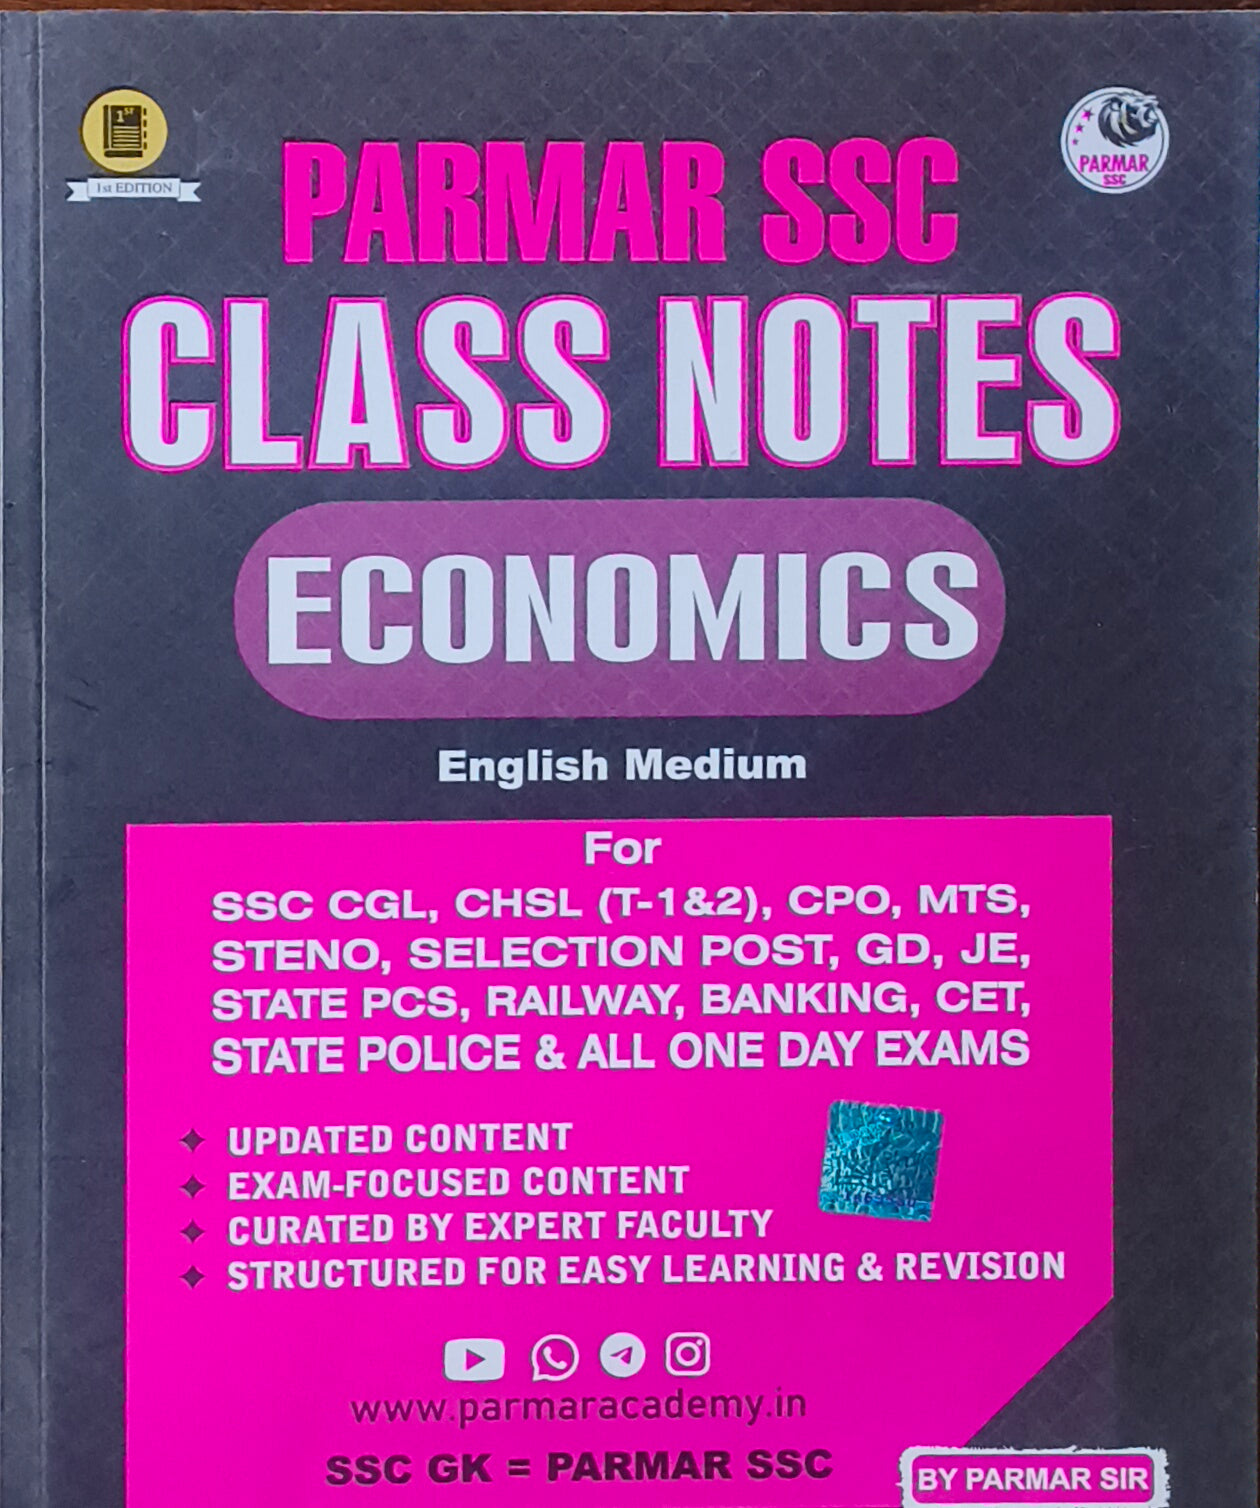 1ST
1st EDITION
PARMAR
SSC
PARMAR SSC
CLASS NOTES
ECONOMICS
English Medium
For
SSC CGL, CHSL (T-1&2), CPO, MTS,
STENO, SELECTION POST, GD, JE,
STATE PCS, RAILWAY, BANKING, CET,
STATE POLICE & ALL ONE DAY EXAMS
UPDATED CONTENT
EXAM-FOCUSED CONTENT
CURATED BY EXPERT FACULTY
STRUCTURED FOR EASY LEARNING & REVISION
www.parmaracademy.in
SSC GK = PARMAR SSC
BY PARMAR SIR